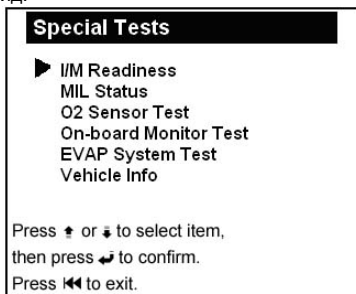 Special Tests
I/M Readiness
MIL Status
O2 Sensor Test
On-board Monitor Test
EVAP System Test
Vehicle Info
Press ⬆ or ⬇ to select item,
then press ↵ to confirm.
Press ⏮ to exit.